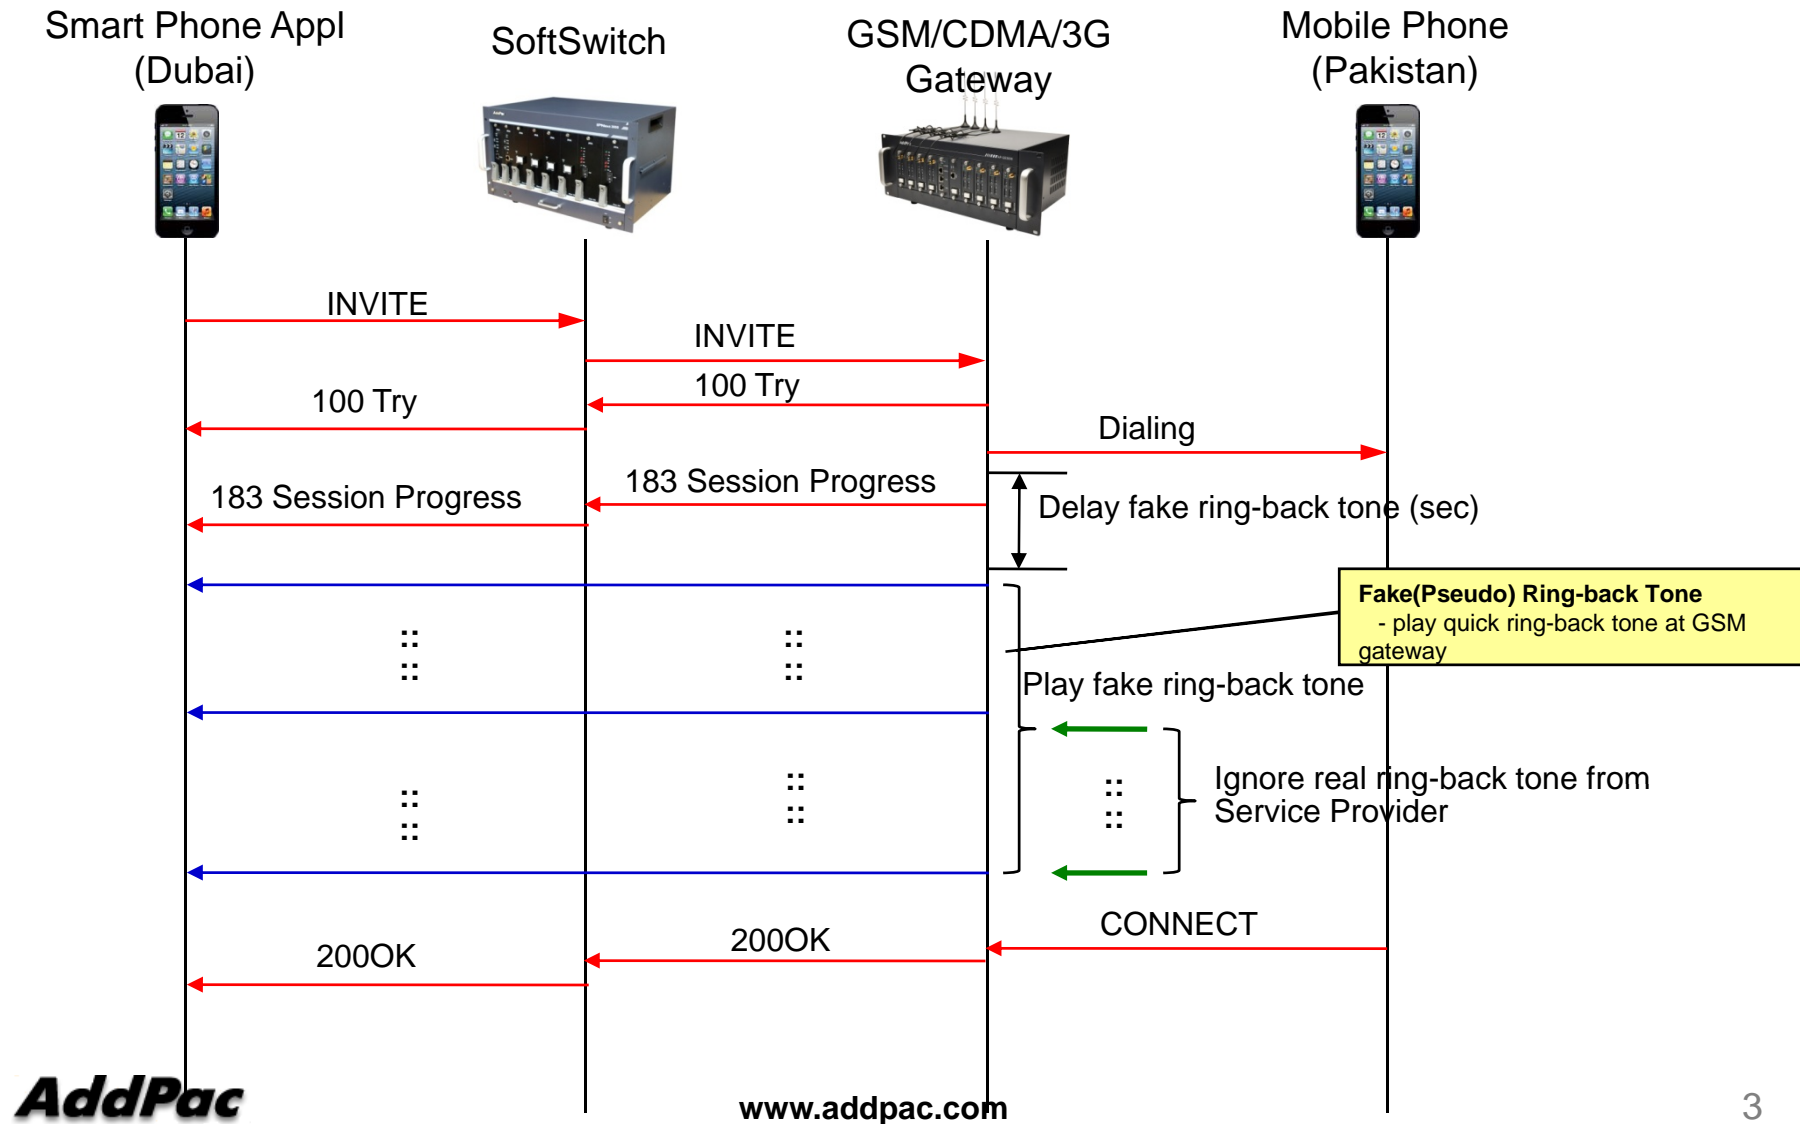 Smart Phone Appl
(Dubai)
SoftSwitch
GSM/CDMA/3G
Gateway
Mobile Phone
(Pakistan)
INVITE
INVITE
100 Try
100 Try
Dialing
183 Session Progress
183 Session Progress
Delay fake ring-back tone (sec)
Fake(Pseudo) Ring-back Tone
- play quick ring-back tone at GSM
gateway
Play fake ring-back tone
Ignore real ring-back tone from
Service Provider
CONNECT
200OK
200OK
AddPac
www.addpac.com
3